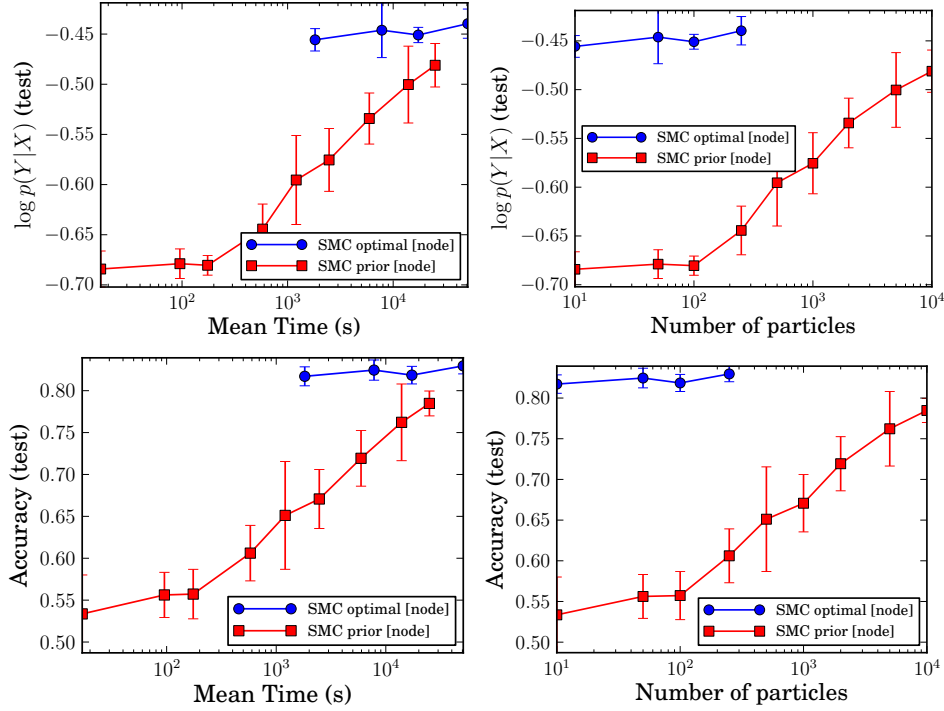 −0.45
−0.50
−0.55
−0.60
−0.65
−0.70
log p(Y|X) (test)
SMC optimal [node]
SMC prior [node]
10² 10³ 10⁴
Mean Time (s)
−0.45
−0.50
−0.55
−0.60
−0.65
−0.70
log p(Y|X) (test)
SMC optimal [node]
SMC prior [node]
10¹ 10² 10³ 10⁴
Number of particles
0.80
0.75
0.70
0.65
0.60
0.55
0.50
Accuracy (test)
SMC optimal [node]
SMC prior [node]
10² 10³ 10⁴
Mean Time (s)
0.80
0.75
0.70
0.65
0.60
0.55
0.50
Accuracy (test)
SMC optimal [node]
SMC prior [node]
10¹ 10² 10³ 10⁴
Number of particles